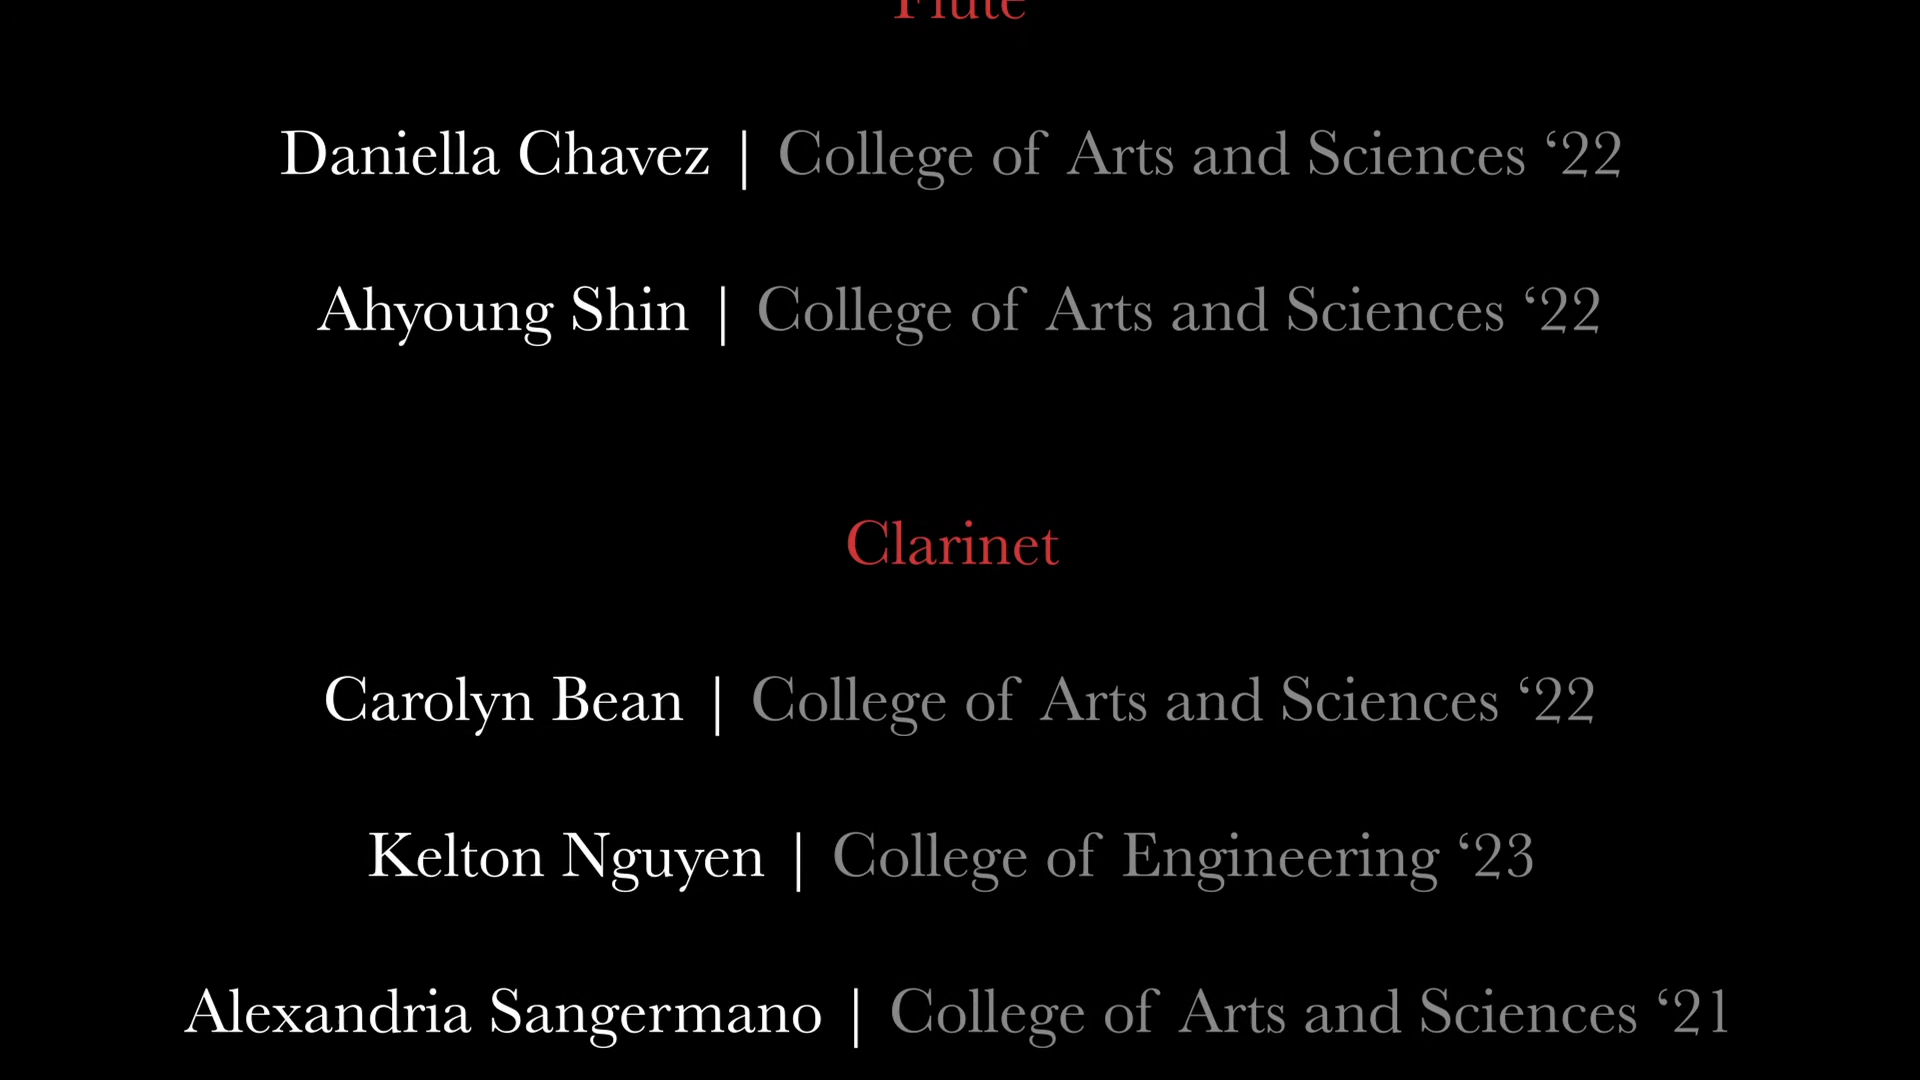 Flute
Daniella Chavez | College of Arts and Sciences ‘22
Ahyoung Shin | College of Arts and Sciences ‘22
Clarinet
Carolyn Bean | College of Arts and Sciences ‘22
Kelton Nguyen | College of Engineering ‘23
Alexandria Sangermano | College of Arts and Sciences ‘21